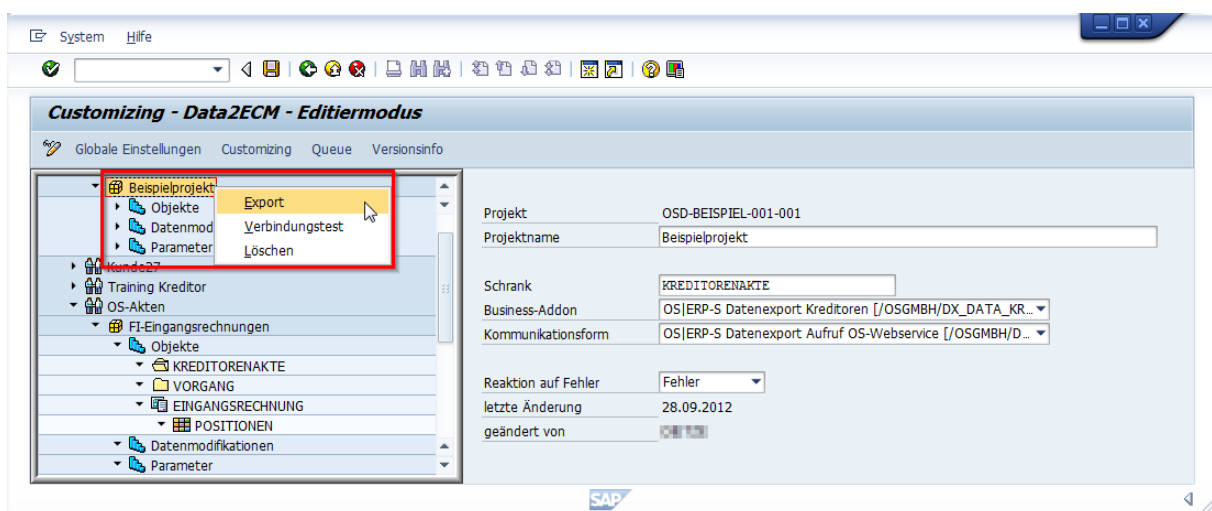 System Hilfe
Customizing - Data2ECM - Editiermodus
Globale Einstellungen Customizing Queue Versionsinfo
Beispielprojekt
Objekte
Datenmod
Parameter
Export
Verbindungstest
Löschen
Kunde27
Training Kreditor
OS-Akten
FI-Eingangsrechnungen
Objekte
KREDITORENAKTE
VORGANG
EINGANGSRECHNUNG
POSITIONEN
Datenmodifikationen
Parameter
Projekt OSD-BEISPIEL-001-001
Projektname Beispielprojekt
Schrank KREDITORENAKTE
Business-Addon OS|ERP-S Datenexport Kreditoren [/OSGMBH/DX_DATA_KR...
Kommunikationsform OS|ERP-S Datenexport Aufruf OS-Webservice [/OSGMBH/D...
Reaktion auf Fehler Fehler
letzte Änderung 28.09.2012
geändert von
SAP